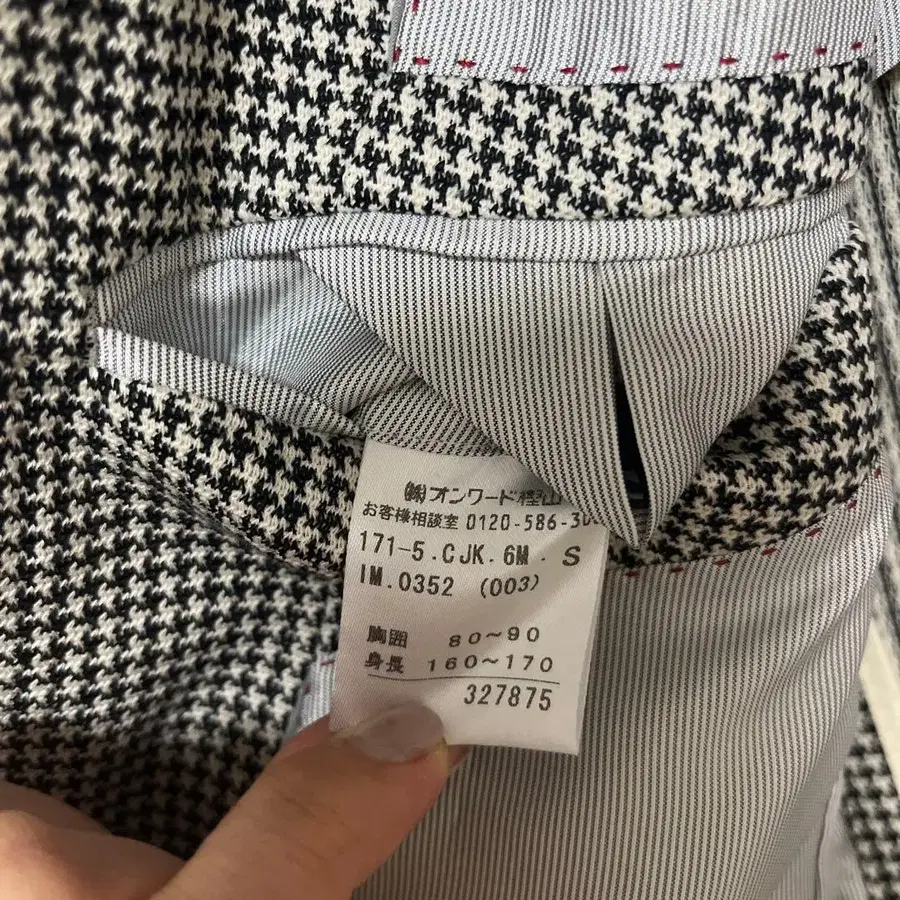 ㈱オンワード樫山
お客様相談室 0120-586-30
171-5.CJK.6M. S
IM.0352 (003)
胸囲 80~90
身長 160~170
327875